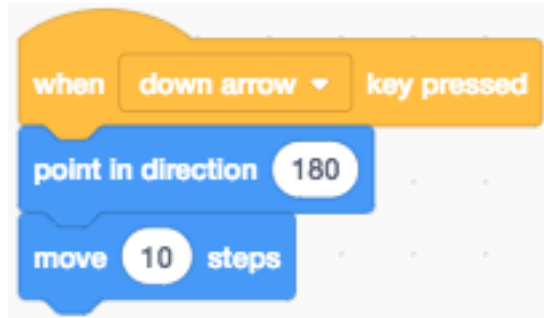 when down arrow key pressed
point in direction 180
move 10 steps